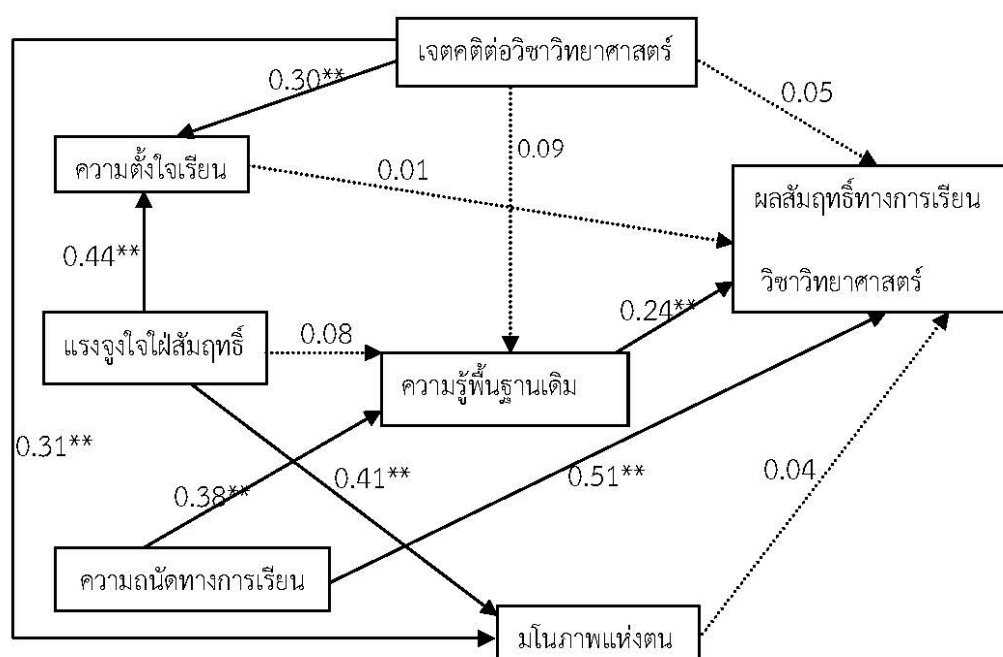 เจตคติต่อวิชาวิทยาศาสตร์
0.30**
0.05
0.09
ความตั้งใจเรียน
0.01
ผลสัมฤทธิ์ทางการเรียน
วิชาวิทยาศาสตร์
0.44**
0.24**
แรงจูงใจใฝ่สัมฤทธิ์
0.08
ความรู้พื้นฐานเดิม
0.31**
0.41**
0.51**
0.04
0.38**
ความถนัดทางการเรียน
มโนภาพแห่งตน